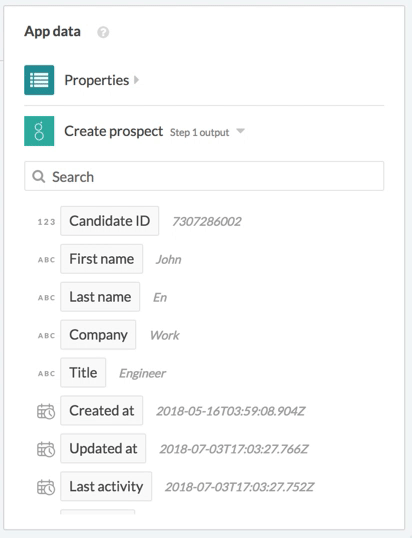 App data ?
Properties
Create prospect Step 1 output
Search
123 Candidate ID 7307286002
ABC First name John
ABC Last name En
ABC Company Work
ABC Title Engineer
Created at 2018-05-16T03:59:08.904Z
Updated at 2018-07-03T17:03:27.766Z
Last activity 2018-07-03T17:03:27.752Z